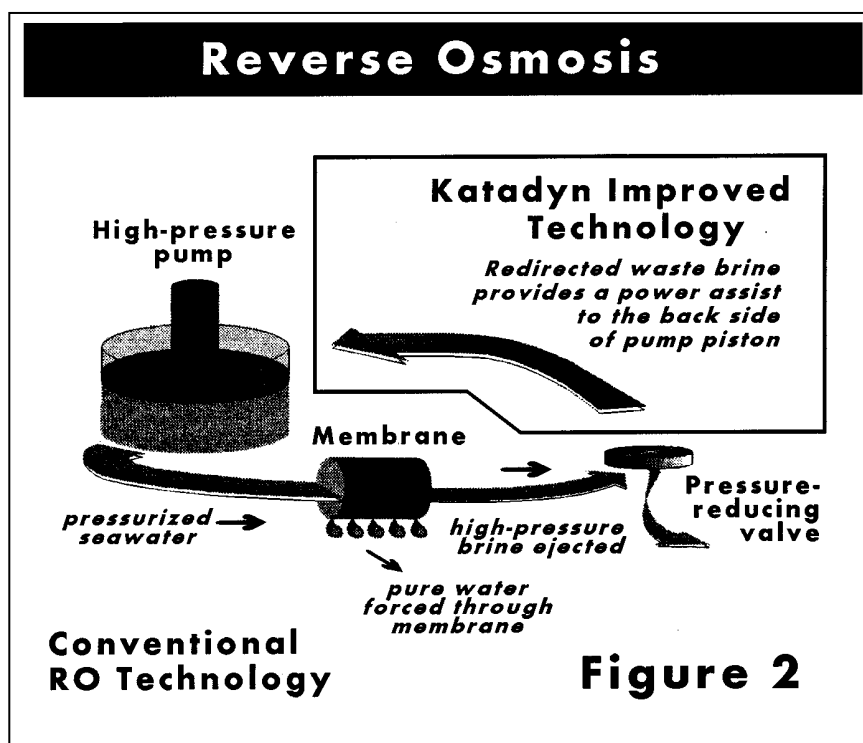 Reverse Osmosis
Katadyn Improved
Technology
Redirected waste brine
provides a power assist
to the back side
of pump piston
High-pressure
pump
Membrane
pressurized
seawater
high-pressure
brine ejected
Pressure-
reducing
valve
pure water
forced through
membrane
Conventional
RO Technology
Figure 2